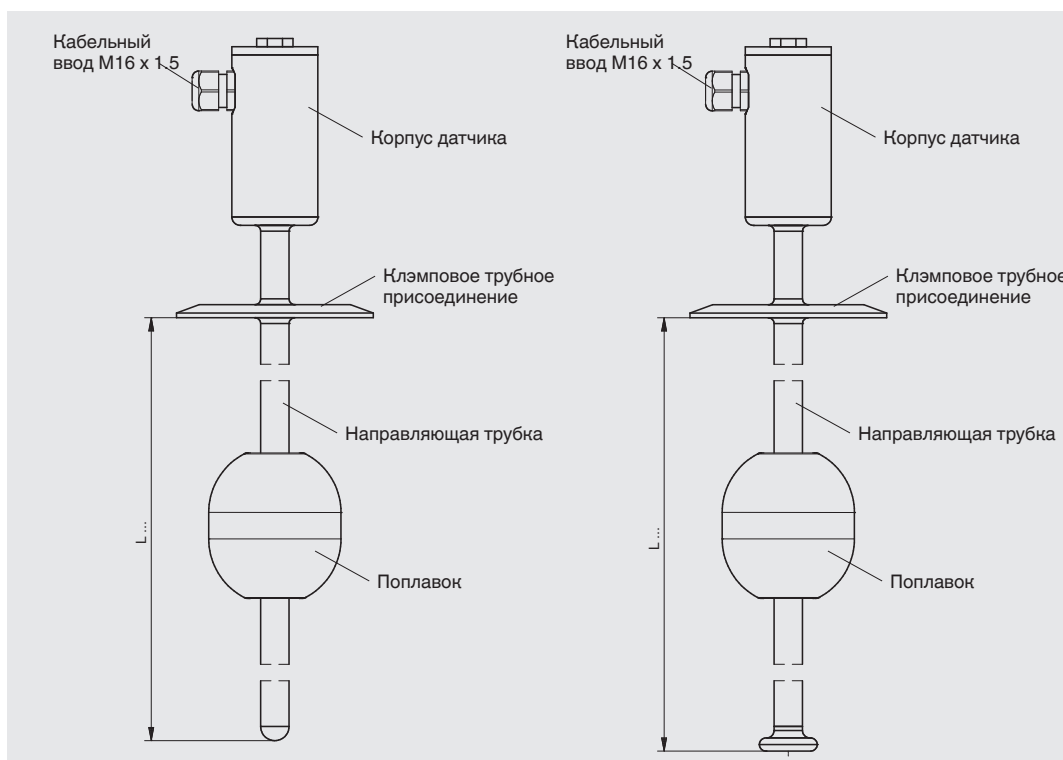 Кабельный
ввод M16 x 1.5
Корпус датчика
Клэмповое трубное
присоединение
Направляющая трубка
L ...
Поплавок
Кабельный
ввод M16 x 1.5
Корпус датчика
Клэмповое трубное
присоединение
Направляющая трубка
L ...
Поплавок